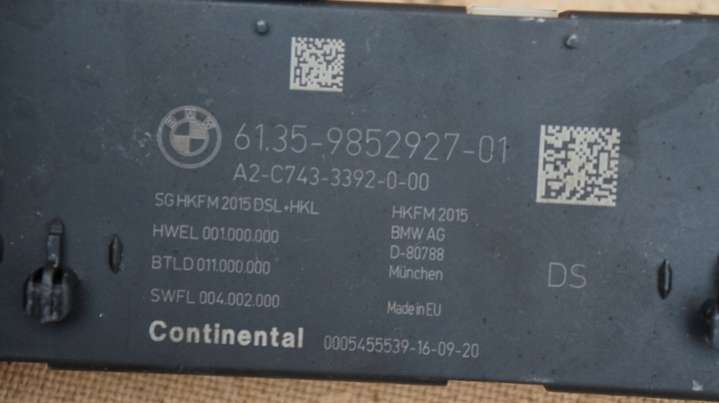 BMW
61.35-9852927-01
A2-C743-3392-0-00
SG HKFM 2015 DSL+HKL
HWEL 001.000.000
BTLD 011.000.000
SWFL 004.002.000
HKFM 2015
BMW AG
D-80788
München
Made in EU
DS
Continental 0005455539-16-09-20